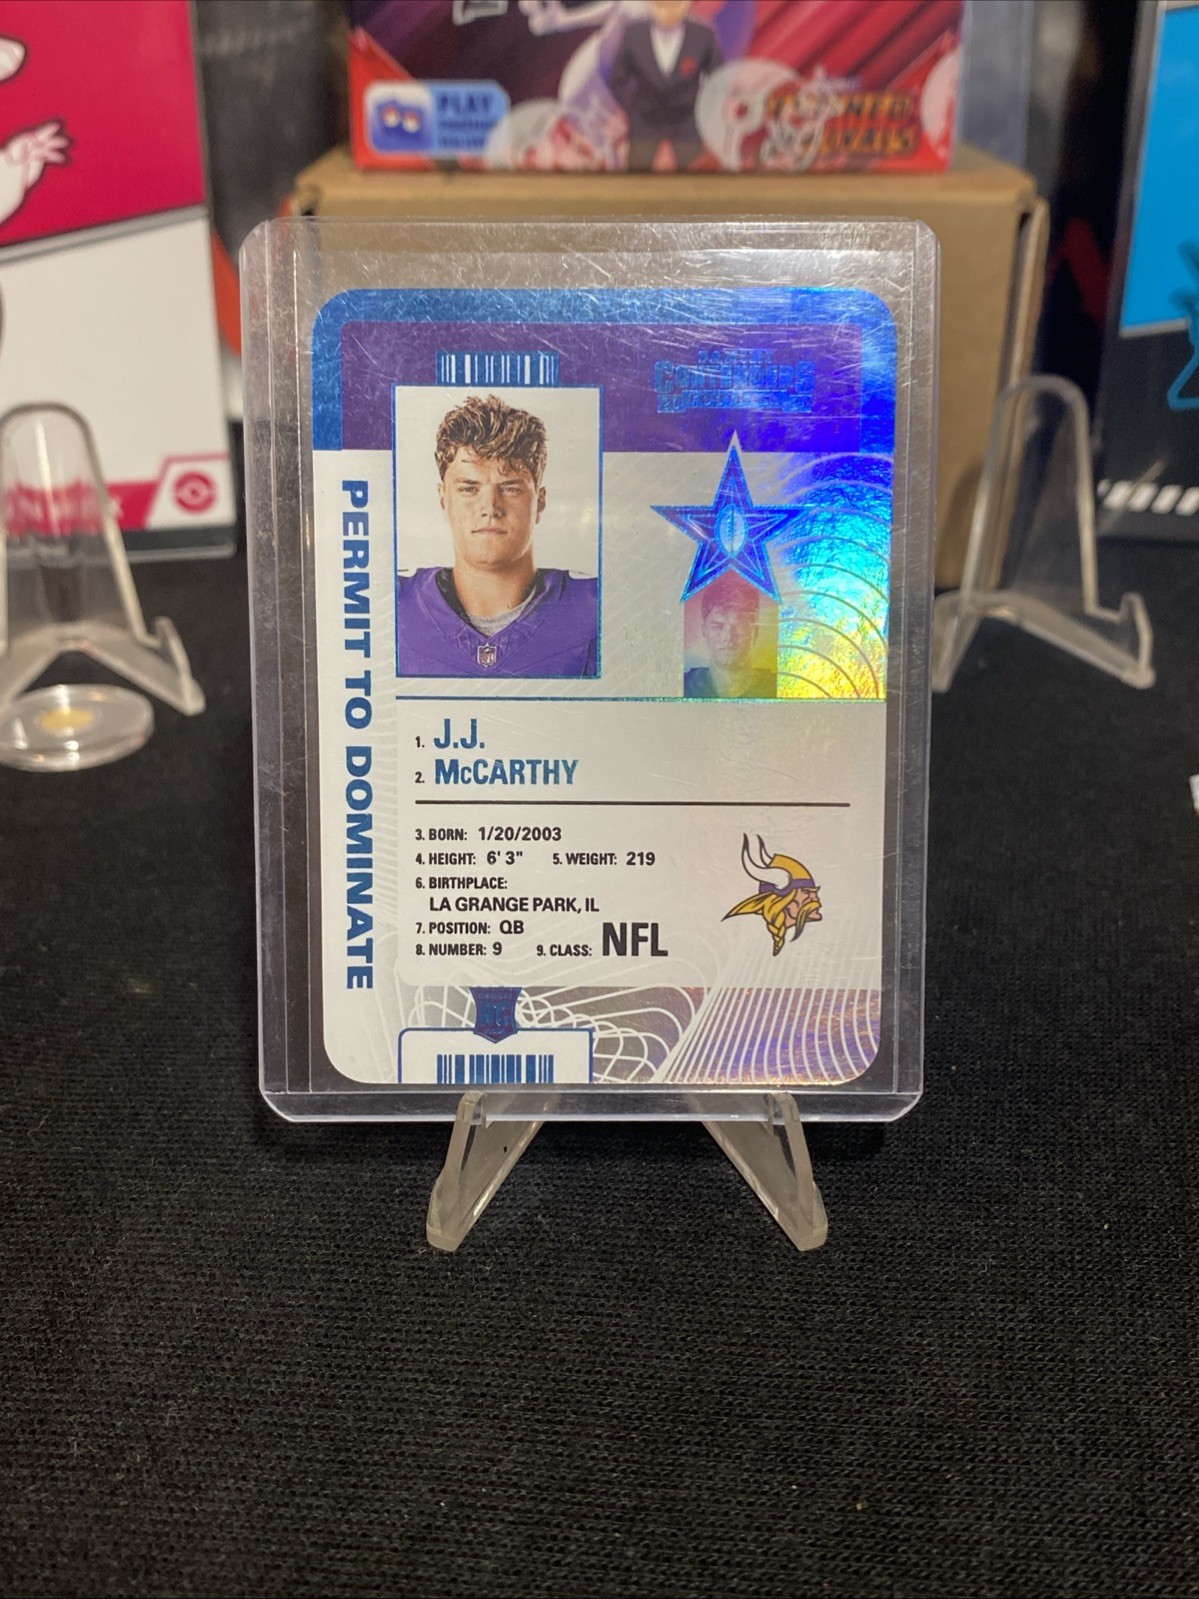 PLAY
CONTENDERS
PERMIT TO DOMINATE
1. J.J.
2. McCARTHY
3. BORN: 1/20/2003
4. HEIGHT: 6' 3" 5. WEIGHT: 219
6. BIRTHPLACE:
LA GRANGE PARK, IL
7. POSITION: QB
8. NUMBER: 9 9. CLASS: NFL
NFL